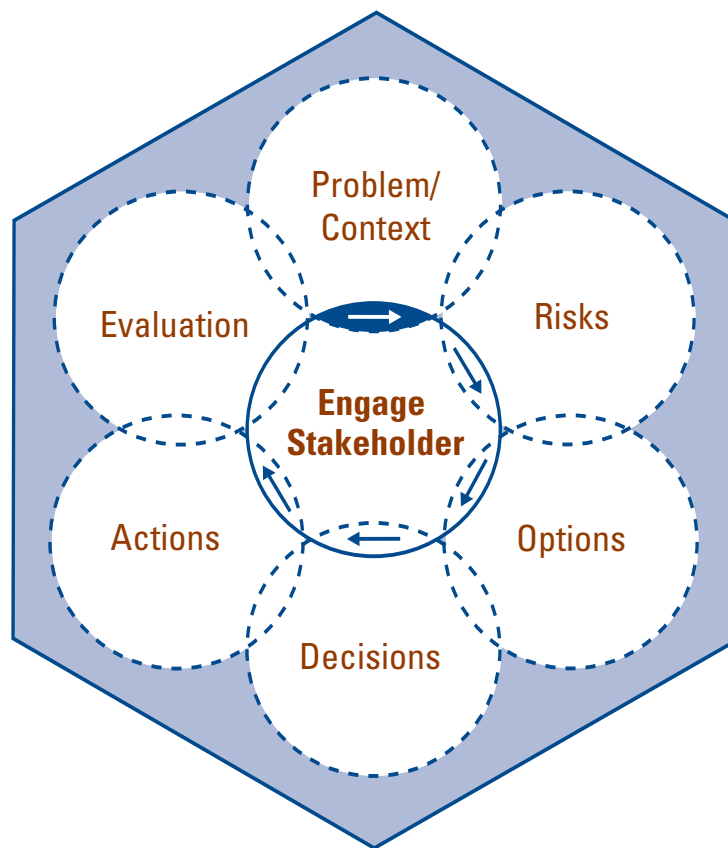 Problem/
Context
Risks
Options
Decisions
Actions
Evaluation
Engage
Stakeholder